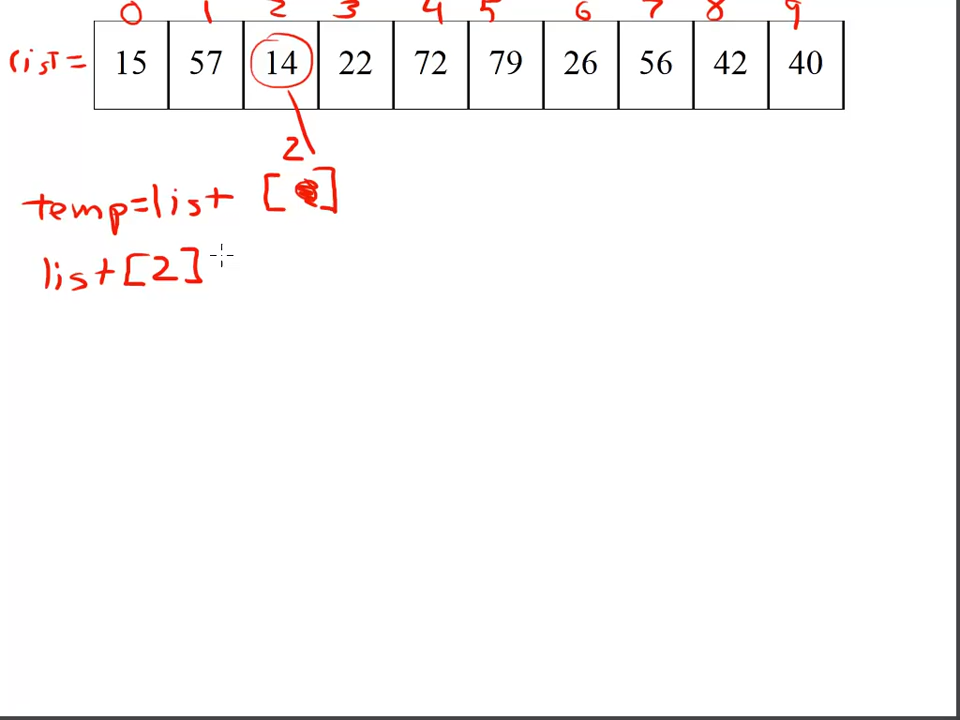 0 1 2 3 4 5 6 7 8 9
list= 15 57 14 22 72 79 26 56 42 40
2
temp=list [ ]
list[2]